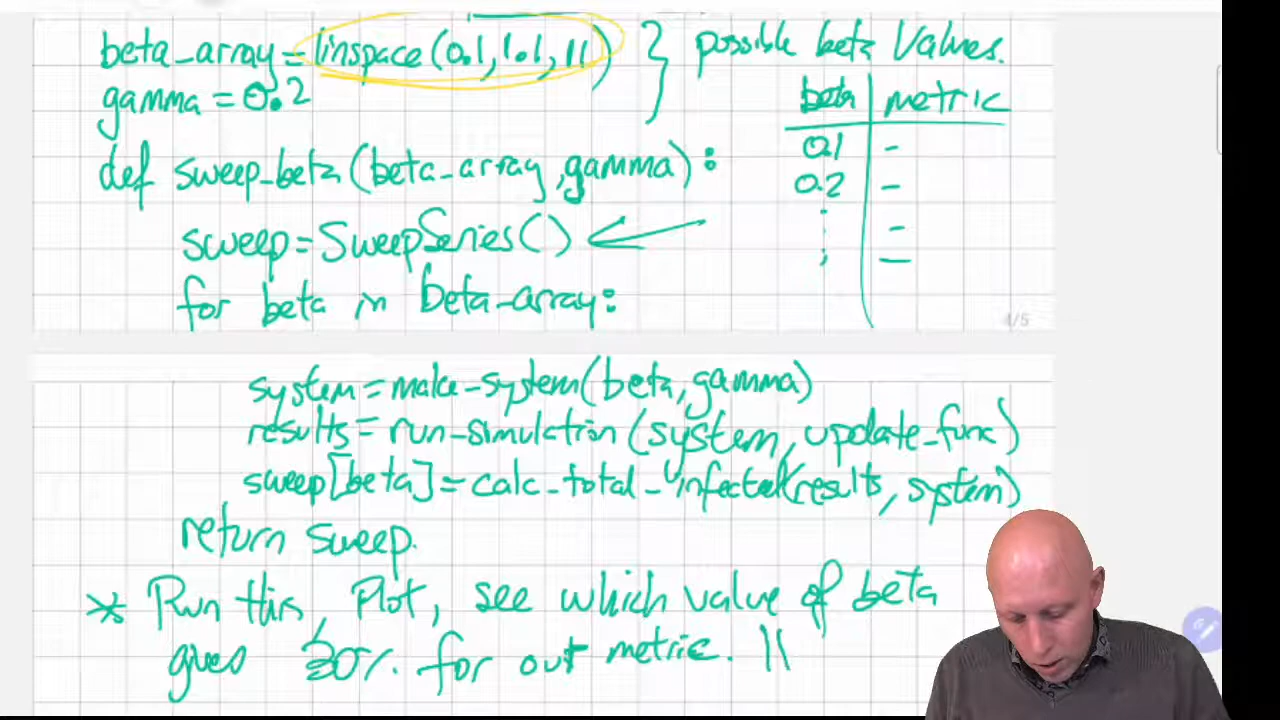 beta_array = linspace(0.1, 1.1, 11) } possible beta values.
gamma = 0.2
beta | metric
0.1 -
0.2 -
def sweep_beta(beta_array, gamma):
sweep = SweepSeries()
for beta in beta_array:
4/5
system = make_system(beta, gamma)
results = run_simulation(system, update_func)
sweep[beta] = calc_total_infected(results, system)
return sweep.
* Run this, Plot, see which value of beta
gives 30% for out metric. 11